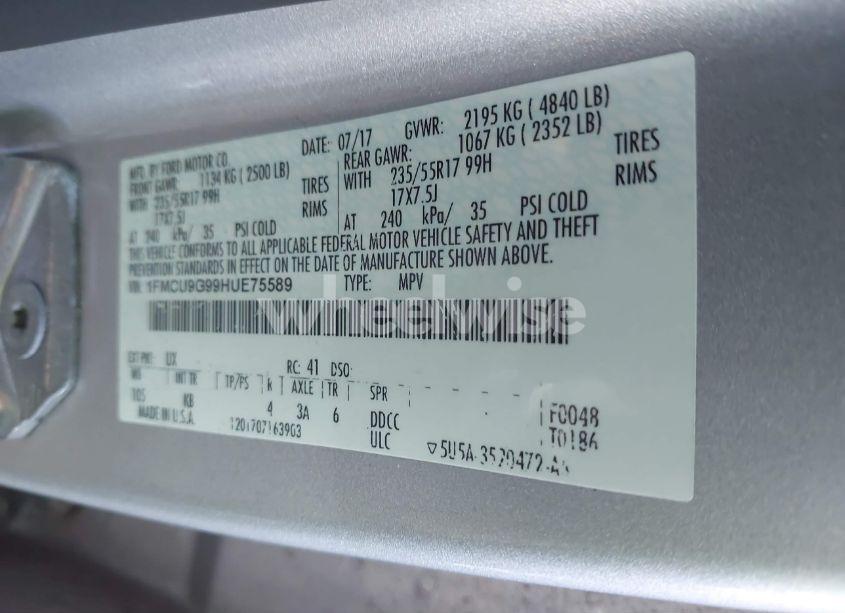 MFD. BY FORD MOTOR CO.
DATE: 07/17 GVWR: 2195 KG ( 4840 LB)
FRONT GAWR: 1134 KG ( 2500 LB) REAR GAWR: 1067 KG ( 2352 LB)
WITH 235/55R17 99H TIRES WITH 235/55R17 99H TIRES
17X7.5J RIMS 17X7.5J RIMS
AT 240 kPa/ 35 PSI COLD AT 240 kPa/ 35 PSI COLD
THIS VEHICLE CONFORMS TO ALL APPLICABLE FEDERAL MOTOR VEHICLE SAFETY AND THEFT
PREVENTION STANDARDS IN EFFECT ON THE DATE OF MANUFACTURE SHOWN ABOVE.
VIN: 1FMCU9G99HUE75589 TYPE: MPV
wheelwise
EXT PNT: UX RC: 41 DSO:
WB INT TR TP/PS R AXLE TR SPR
105 KB 4 3A 6 DDCC F0048
MADE IN U.S.A. 1201707163903 ULC T0186
▽5U5A-3520472-A